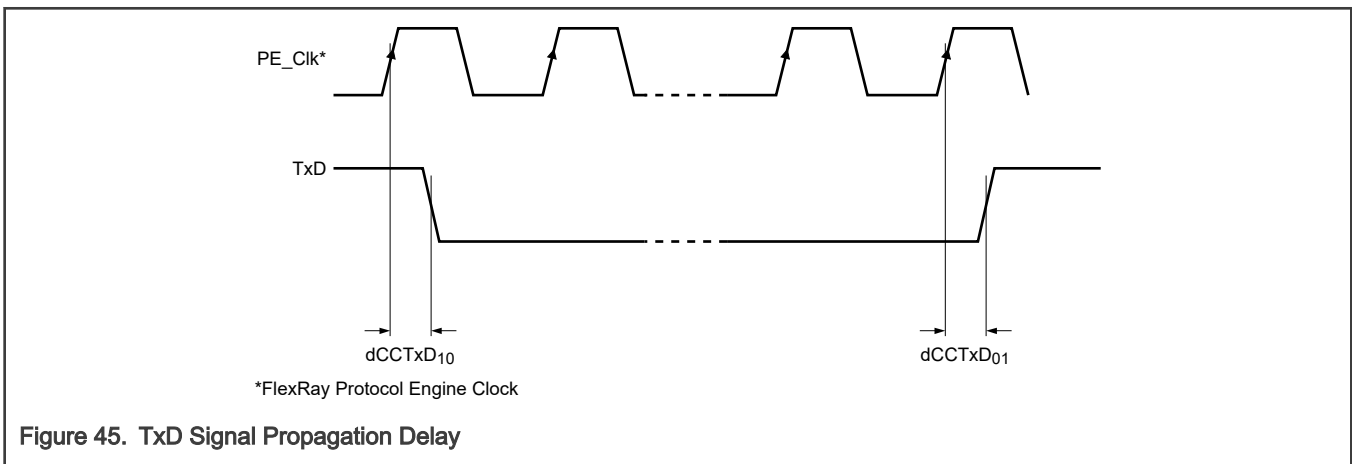 PE_Clk*
TxD
dCCTxD10 dCCTxD01
*FlexRay Protocol Engine Clock
Figure 45. TxD Signal Propagation Delay